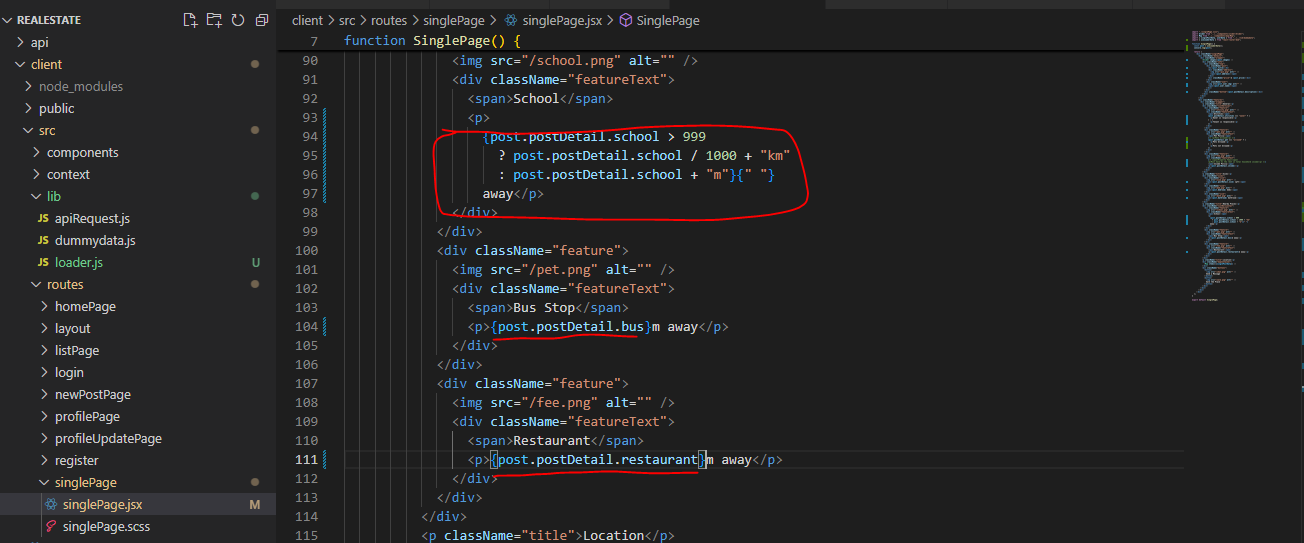 REALESTATE
api
client
node_modules
public
src
components
context
lib
JS apiRequest.js
JS dummydata.js
JS loader.js U
routes
homePage
layout
listPage
login
newPostPage
profilePage
profileUpdatePage
register
singlePage
singlePage.jsx M
singlePage.scss
client > src > routes > singlePage > singlePage.jsx > SinglePage
7 function SinglePage() {
90 <img src="/school.png" alt="" />
91 <div className="featureText">
92 <span>School</span>
93 <p>
94 {post.postDetail.school > 999
95 ? post.postDetail.school / 1000 + "km"
96 : post.postDetail.school + "m"}{" "}
97 away</p>
98 </div>
99 </div>
100 <div className="feature">
101 <img src="/pet.png" alt="" />
102 <div className="featureText">
103 <span>Bus Stop</span>
104 <p>{post.postDetail.bus}m away</p>
105 </div>
106 </div>
107 <div className="feature">
108 <img src="/fee.png" alt="" />
109 <div className="featureText">
110 <span>Restaurant</span>
111 <p>{post.postDetail.restaurant}m away</p>
112 </div>
113 </div>
114 </div>
115 <p className="title">Location</p>